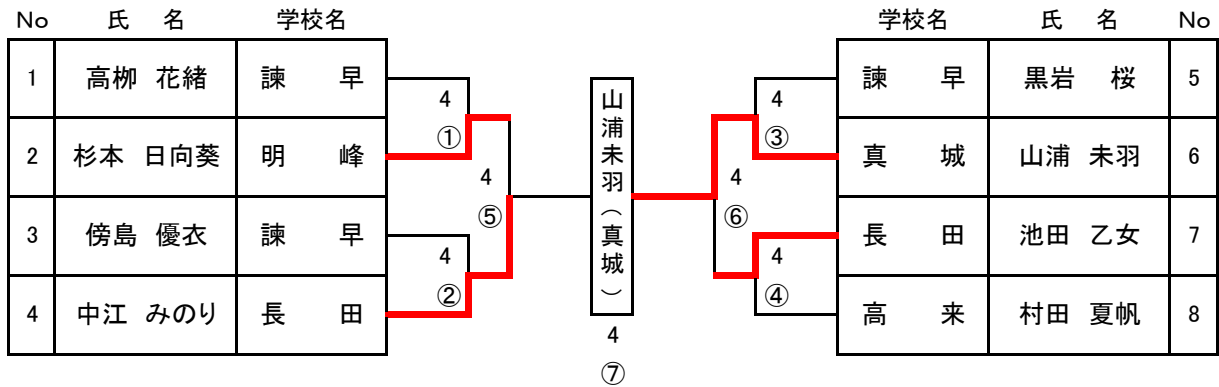 No 氏 名 学校名
1 高栁 花緒 諫 早
2 杉本 日向葵 明 峰
3 傍島 優衣 諫 早
4 中江 みのり 長 田
4
①
4
②
4
⑤
山浦未羽(真城)
4
⑦
4
③
4
④
4
⑥
学校名 氏 名 No
諫 早 黒岩 桜 5
真 城 山浦 未羽 6
長 田 池田 乙女 7
高 来 村田 夏帆 8